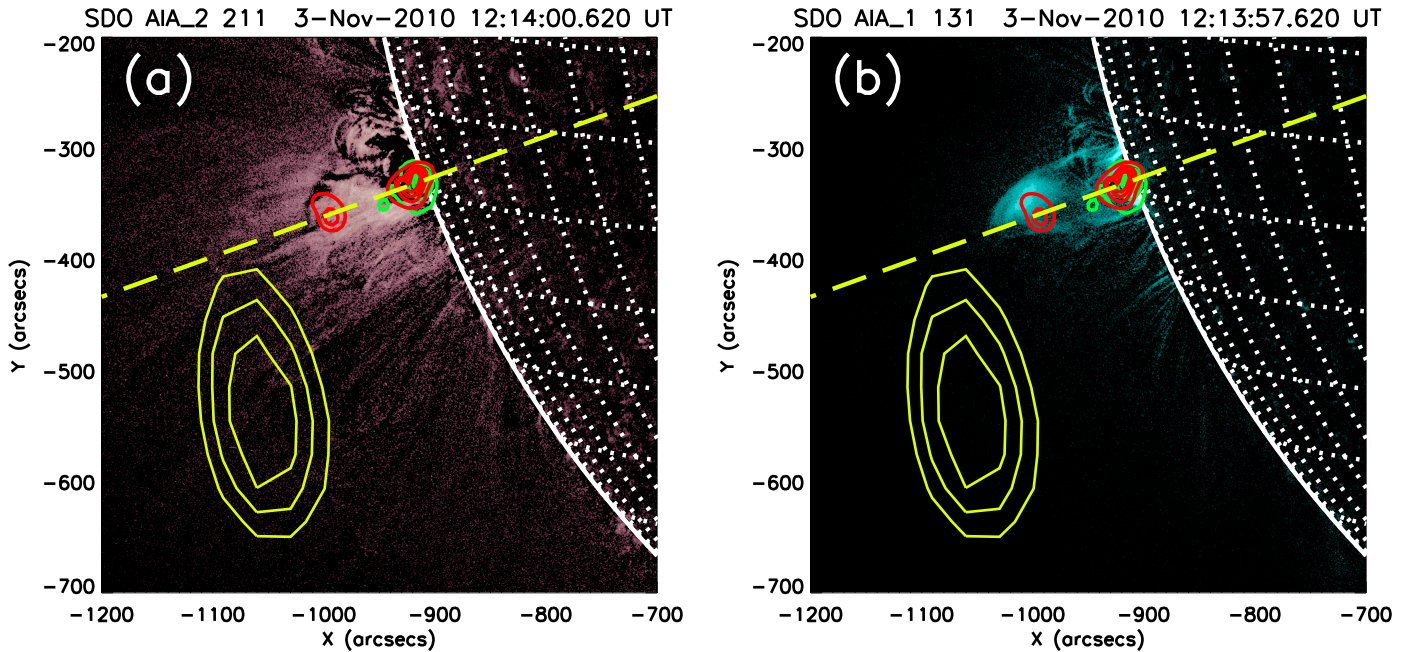 SDO AIA_2 211 3-Nov-2010 12:14:00.620 UT
(a)
-200
-300
-400
-500
-600
-700
Y (arcsecs)
-1200 -1100 -1000 -900 -800 -700
X (arcsecs)
SDO AIA_1 131 3-Nov-2010 12:13:57.620 UT
(b)
-200
-300
-400
-500
-600
-700
Y (arcsecs)
-1200 -1100 -1000 -900 -800 -700
X (arcsecs)